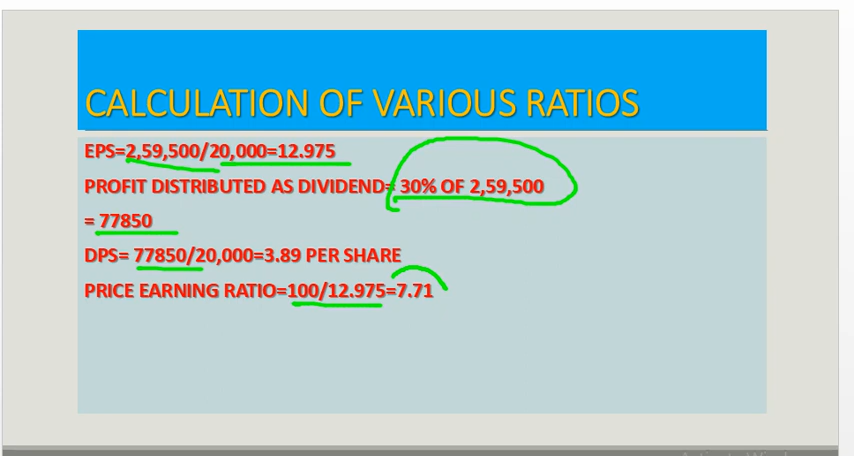 CALCULATION OF VARIOUS RATIOS
EPS=2,59,500/20,000=12.975
PROFIT DISTRIBUTED AS DIVIDEND= 30% OF 2,59,500
= 77850
DPS= 77850/20,000=3.89 PER SHARE
PRICE EARNING RATIO=100/12.975=7.71